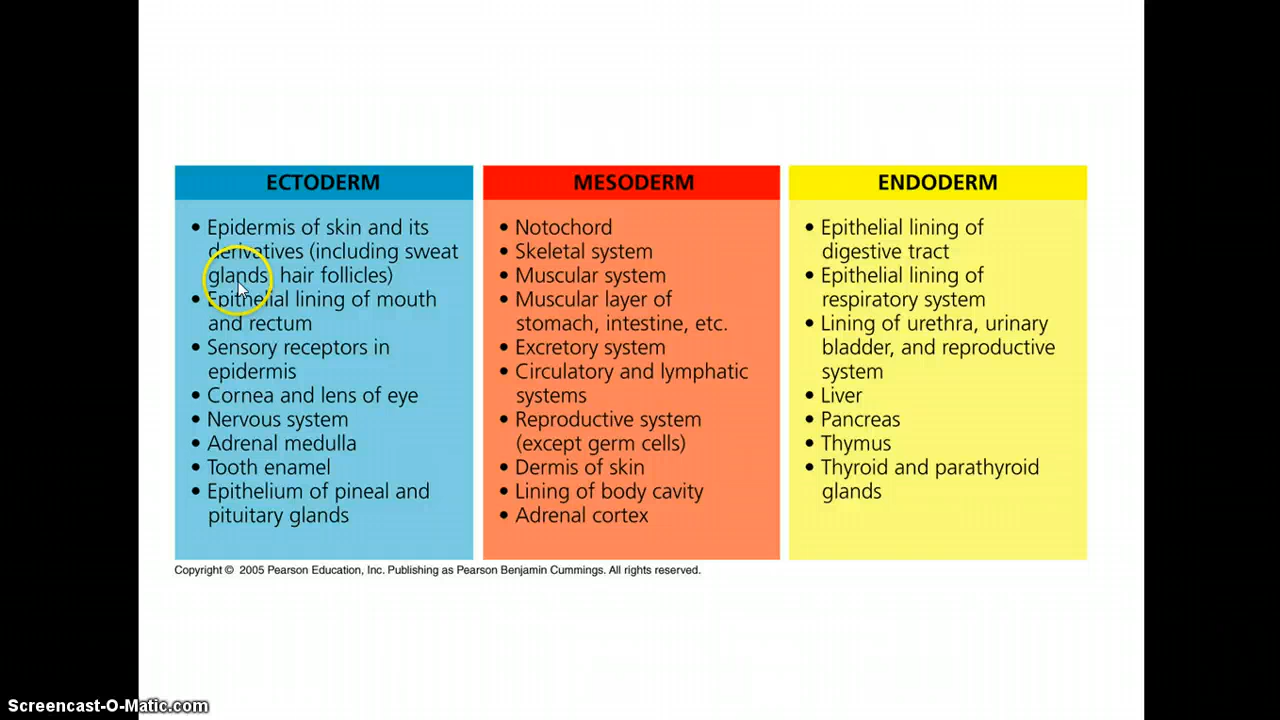 ECTODERM
• Epidermis of skin and its
derivatives (including sweat
glands, hair follicles)
• Epithelial lining of mouth
and rectum
• Sensory receptors in
epidermis
• Cornea and lens of eye
• Nervous system
• Adrenal medulla
• Tooth enamel
• Epithelium of pineal and
pituitary glands
MESODERM
• Notochord
• Skeletal system
• Muscular system
• Muscular layer of
stomach, intestine, etc.
• Excretory system
• Circulatory and lymphatic
systems
• Reproductive system
(except germ cells)
• Dermis of skin
• Lining of body cavity
• Adrenal cortex
ENDODERM
• Epithelial lining of
digestive tract
• Epithelial lining of
respiratory system
• Lining of urethra, urinary
bladder, and reproductive
system
• Liver
• Pancreas
• Thymus
• Thyroid and parathyroid
glands
Copyright © 2005 Pearson Education, Inc. Publishing as Pearson Benjamin Cummings. All rights reserved.
Screencast-O-Matic.com